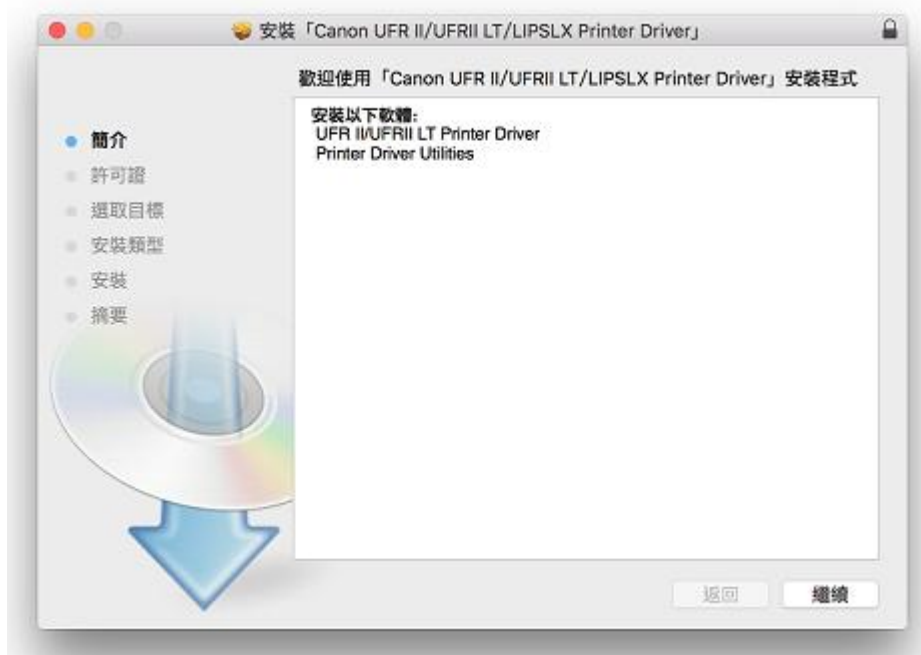 安裝「Canon UFR II/UFRII LT/LIPSLX Printer Driver」
歡迎使用「Canon UFR II/UFRII LT/LIPSLX Printer Driver」安裝程式
簡介
許可證
選取目標
安裝類型
安裝
摘要
安裝以下軟體:
UFR II/UFRII LT Printer Driver
Printer Driver Utilities
返回
繼續